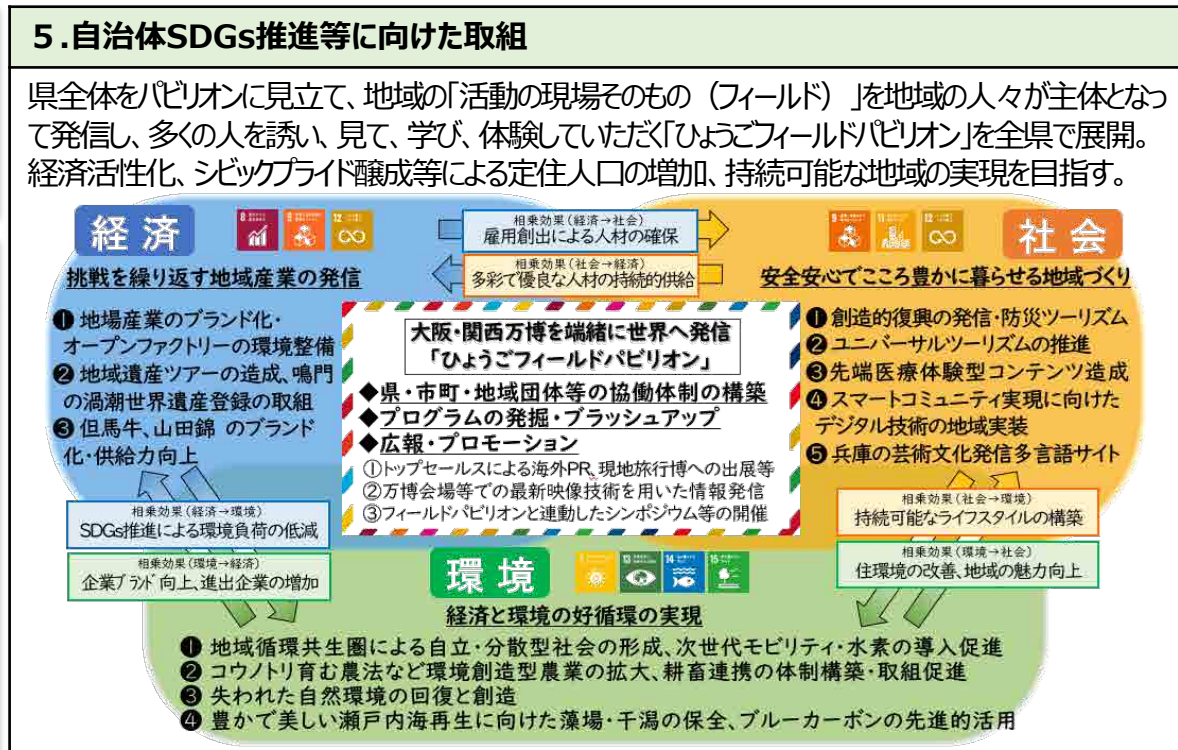 ５.自治体SDGs推進等に向けた取組
県全体をパビリオンに見立て、地域の「活動の現場そのもの（フィールド）」を地域の人々が主体となっ
て発信し、多くの人を誘い、見て、学び、体験していただく「ひょうごフィールドパビリオン」を全県で展開。
経済活性化、シビックプライド醸成等による定住人口の増加、持続可能な地域の実現を目指す。
経済
8
9
12
相乗効果(経済→社会)
雇用創出による人材の確保
9
11
12
社会
挑戦を繰り返す地域産業の発信
相乗効果(社会→経済)
多彩で優良な人材の持続的供給
安全安心でこころ豊かに暮らせる地域づくり
❶ 地場産業のブランド化・
オープンファクトリーの環境整備
❷ 地域遺産ツアーの造成、鳴門
の渦潮世界遺産登録の取組
❸ 但馬牛、山田錦 のブランド
化・供給力向上
大阪・関西万博を端緒に世界へ発信
「ひょうごフィールドパビリオン」
◆県・市町・地域団体等の協働体制の構築
◆プログラムの発掘・ブラッシュアップ
◆広報・プロモーション
①トップセールスによる海外PR、現地旅行博への出展等
②万博会場等での最新映像技術を用いた情報発信
③フィールドパビリオンと連動したシンポジウム等の開催
❶創造的復興の発信・防災ツーリズム
❷ユニバーサルツーリズムの推進
❸先端医療体験型コンテンツ造成
❹スマートコミュニティ実現に向けた
デジタル技術の地域実装
❺兵庫の芸術文化発信多言語サイト
相乗効果(経済→環境)
SDGs推進による環境負荷の低減
相乗効果(環境→経済)
企業ブランド向上、進出企業の増加
相乗効果(社会→環境)
持続可能なライフスタイルの構築
相乗効果(環境→社会)
住環境の改善、地域の魅力向上
環境
13
14
15
経済と環境の好循環の実現
❶ 地域循環共生圏による自立・分散型社会の形成、次世代モビリティ・水素の導入促進
❷ コウノトリ育む農法など環境創造型農業の拡大、耕畜連携の体制構築・取組促進
❸ 失われた自然環境の回復と創造
❹ 豊かで美しい瀬戸内海再生に向けた藻場・干潟の保全、ブルーカーボンの先進的活用